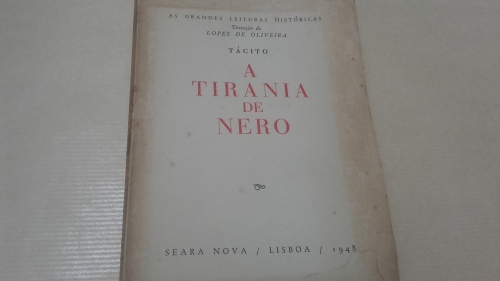 AS GRANDES LEITURAS HISTÓRICAS
Direcção de
LOPES DE OLIVEIRA
TÁCITO
A
TIRANIA
DE
NERO
SEARA NOVA / LISBOA / 1948